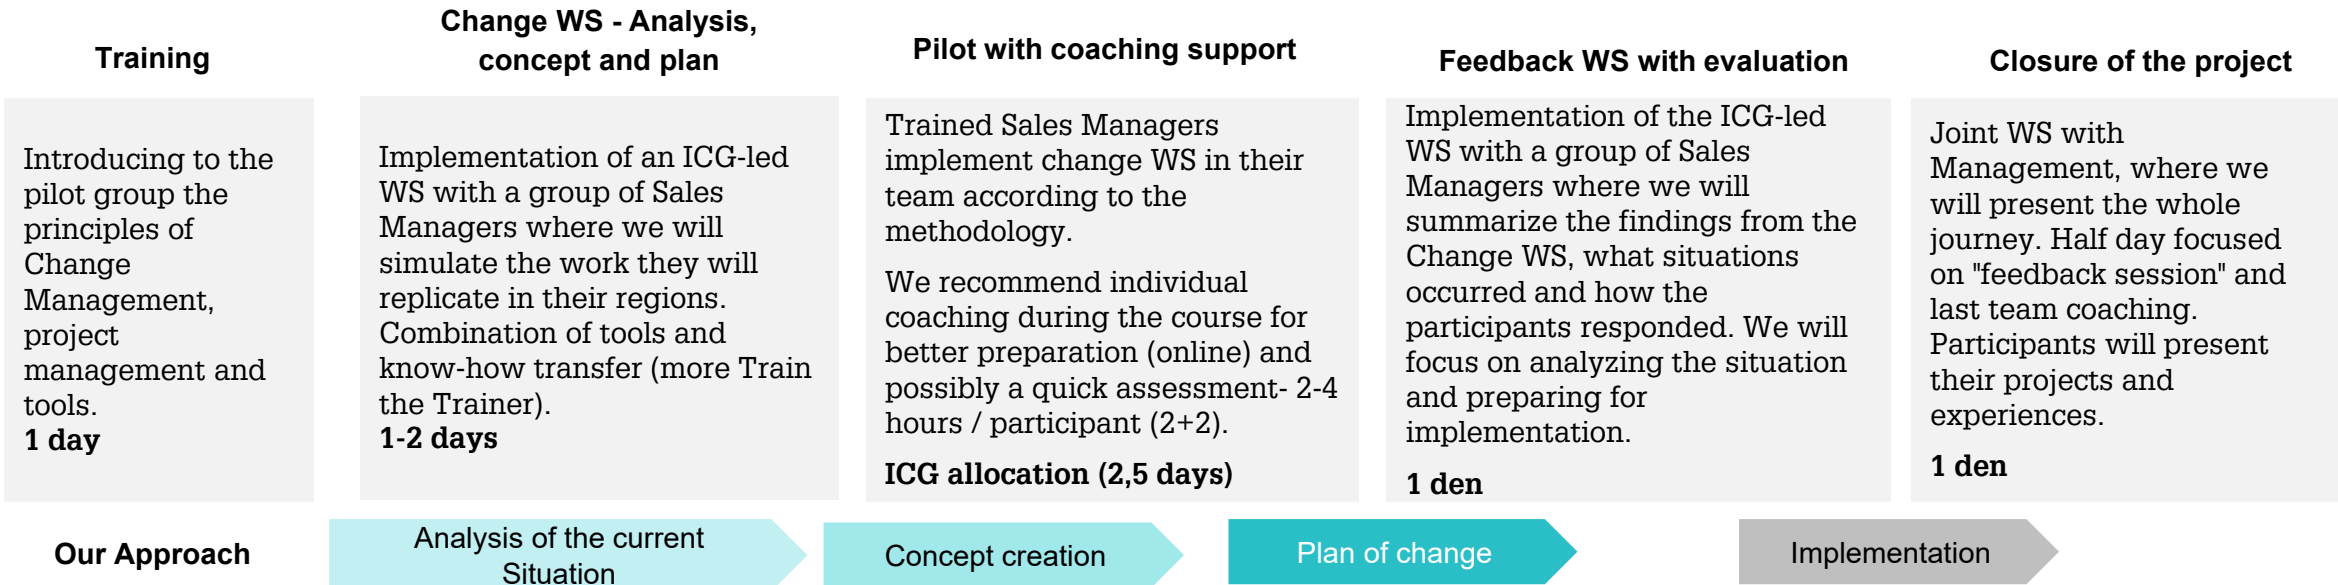 Training
Change WS - Analysis,
concept and plan
Pilot with coaching support
Feedback WS with evaluation
Closure of the project
Introducing to the
pilot group the
principles of
Change
Management,
project
management and
tools.
1 day
Implementation of an ICG-led
WS with a group of Sales
Managers where we will
simulate the work they will
replicate in their regions.
Combination of tools and
know-how transfer (more Train
the Trainer).
1-2 days
Trained Sales Managers
implement change WS in their
team according to the
methodology.
We recommend individual
coaching during the course for
better preparation (online) and
possibly a quick assessment- 2-4
hours / participant (2+2).
ICG allocation (2,5 days)
Implementation of the ICG-led
WS with a group of Sales
Managers where we will
summarize the findings from the
Change WS, what situations
occurred and how the
participants responded. We will
focus on analyzing the situation
and preparing for
implementation.
1 den
Joint WS with
Management, where we
will present the whole
journey. Half day focused
on "feedback session" and
last team coaching.
Participants will present
their projects and
experiences.
1 den
Our Approach
Analysis of the current
Situation
Concept creation
Plan of change
Implementation